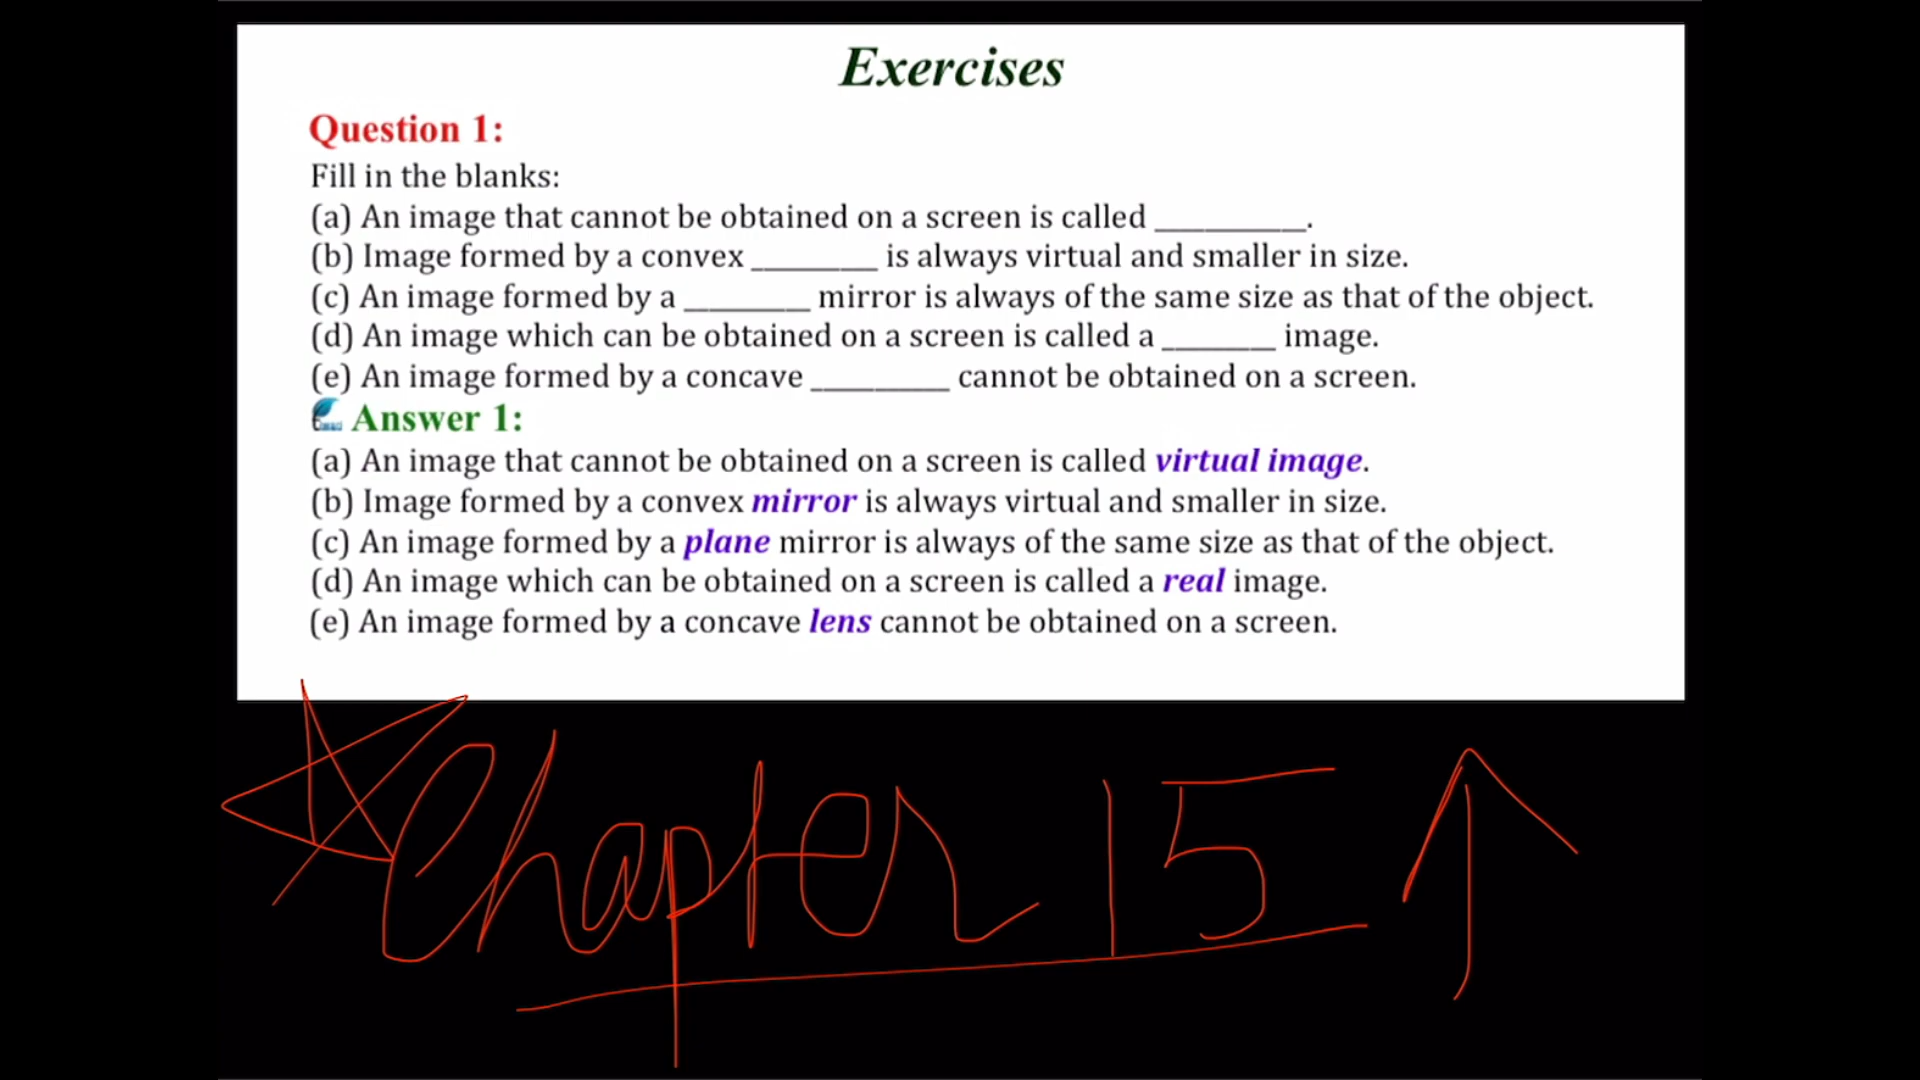 Exercises
Question 1:
Fill in the blanks:
(a) An image that cannot be obtained on a screen is called _________.
(b) Image formed by a convex ________ is always virtual and smaller in size.
(c) An image formed by a ________ mirror is always of the same size as that of the object.
(d) An image which can be obtained on a screen is called a _______ image.
(e) An image formed by a concave _________ cannot be obtained on a screen.
Answer 1:
(a) An image that cannot be obtained on a screen is called virtual image.
(b) Image formed by a convex mirror is always virtual and smaller in size.
(c) An image formed by a plane mirror is always of the same size as that of the object.
(d) An image which can be obtained on a screen is called a real image.
(e) An image formed by a concave lens cannot be obtained on a screen.
Chapter 15